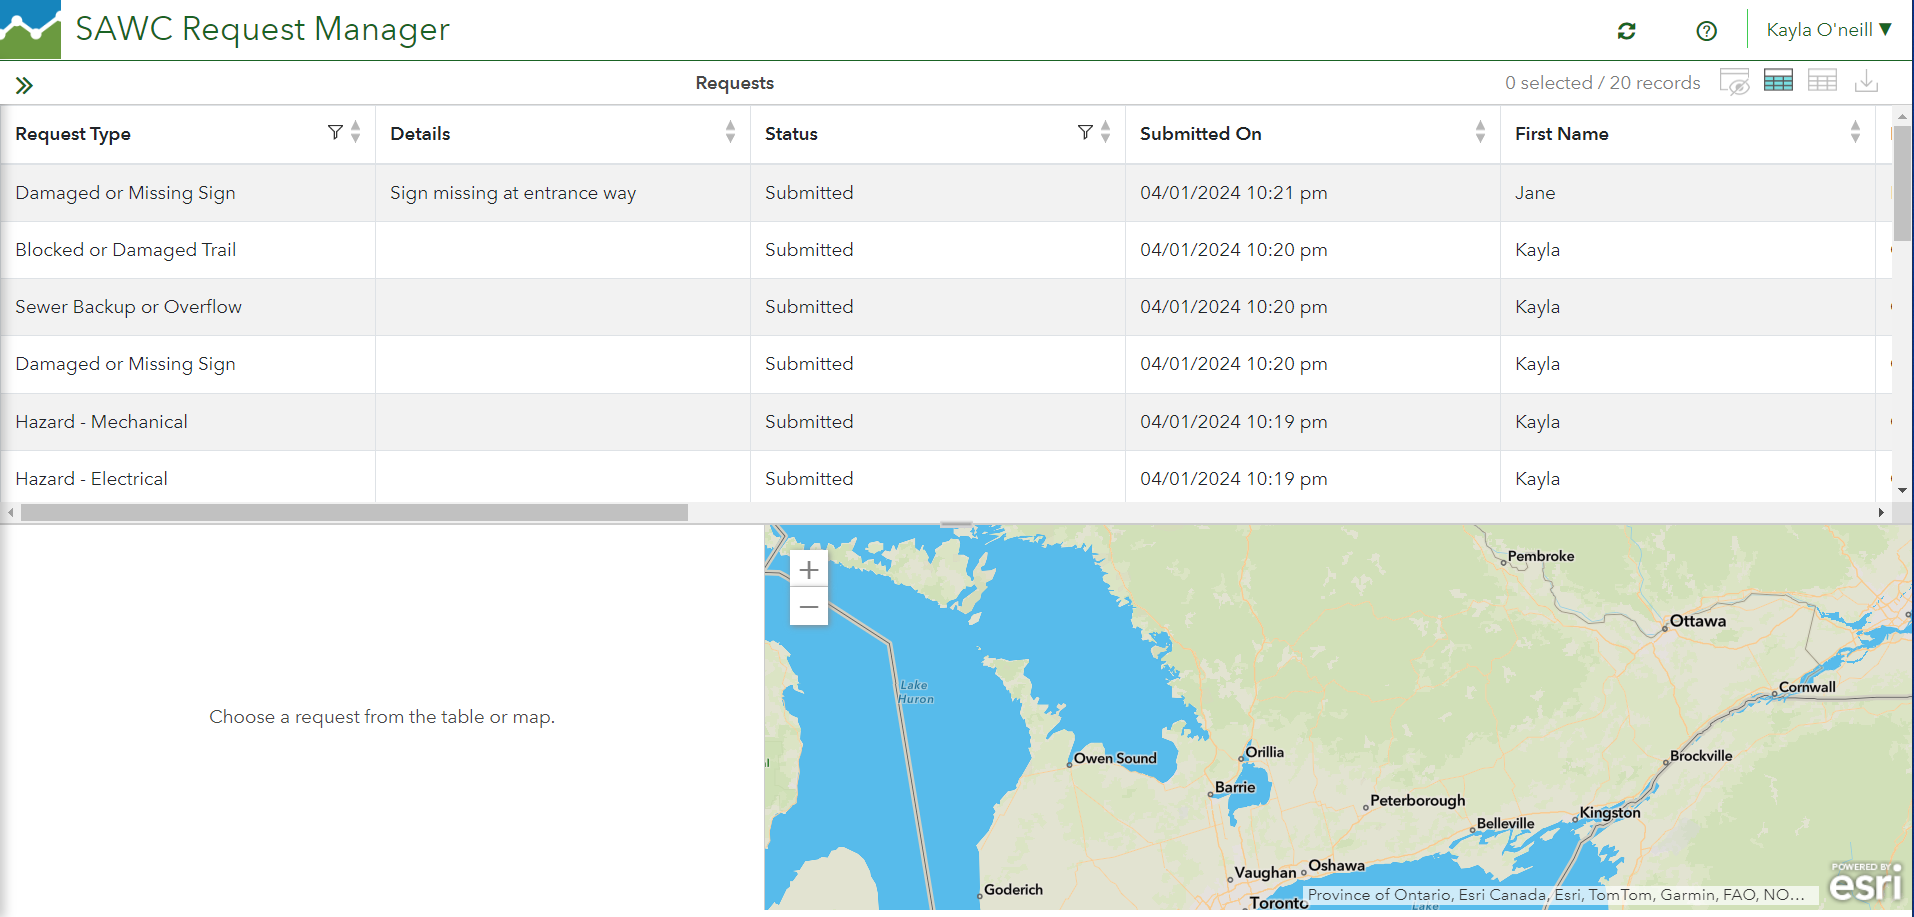 SAWC Request Manager
Kayla O'neill ▼
Requests
0 selected / 20 records
Request Type Details Status Submitted On First Name
Damaged or Missing Sign Sign missing at entrance way Submitted 04/01/2024 10:21 pm Jane
Blocked or Damaged Trail Submitted 04/01/2024 10:20 pm Kayla
Sewer Backup or Overflow Submitted 04/01/2024 10:20 pm Kayla
Damaged or Missing Sign Submitted 04/01/2024 10:20 pm Kayla
Hazard - Mechanical Submitted 04/01/2024 10:19 pm Kayla
Hazard - Electrical Submitted 04/01/2024 10:19 pm Kayla
Choose a request from the table or map.
Pembroke
Ottawa
Lake
Huron
Cornwall
Orillia
Owen Sound
Brockville
Barrie
Peterborough
Kingston
Belleville
Oshawa
Vaughan
Goderich
Toronto
Province of Ontario, Esri Canada, Esri, TomTom, Garmin, FAO, NO...
Lake
POWERED BY
esri